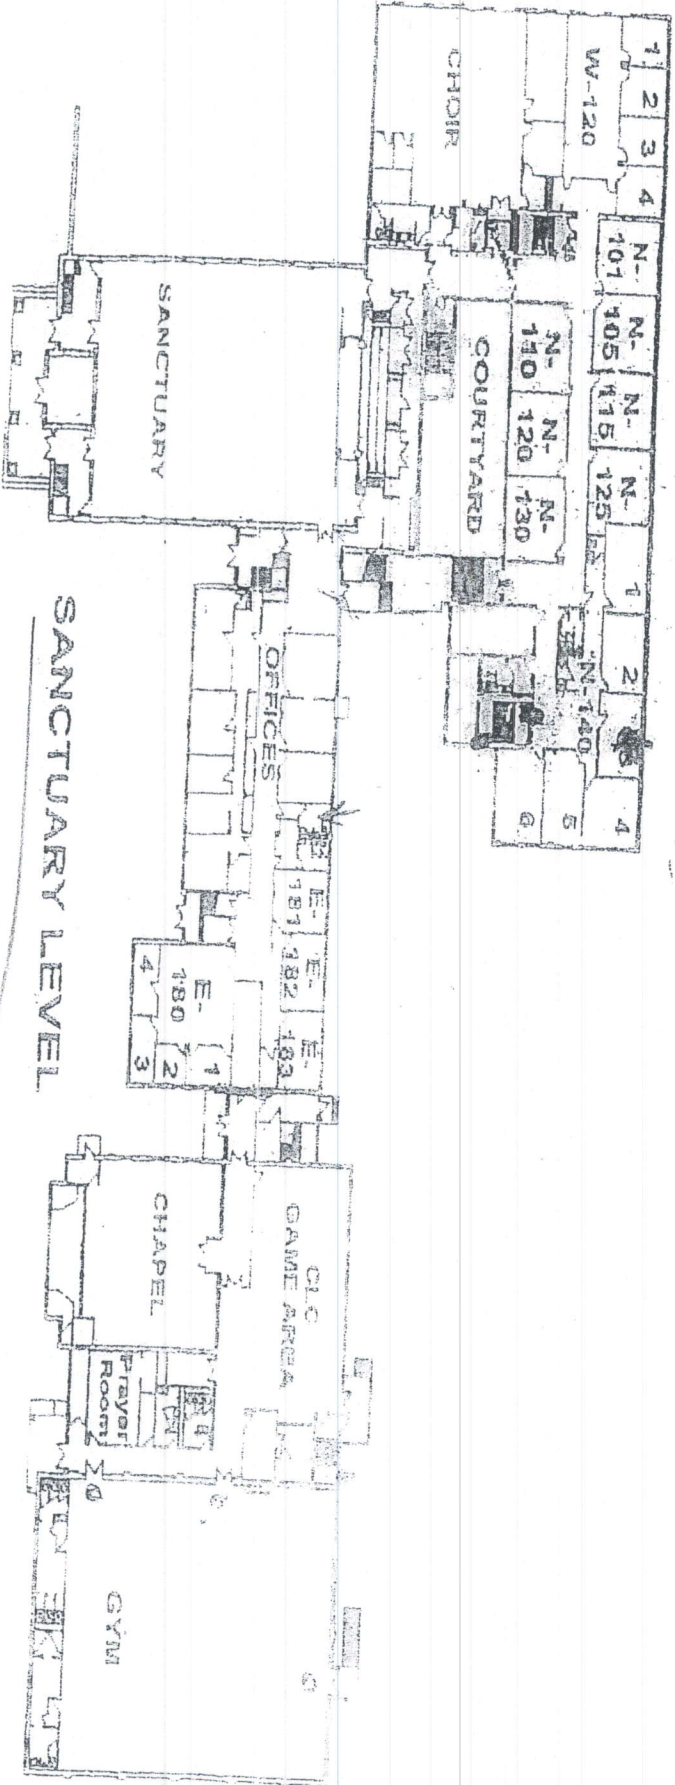 1
2
3
4
W-120
CHOIR
N-
101
N-
105
N-
115
N-
125
N-
110
N-
120
N-
130
COURTYARD
1
2
N-140
4
5
6
SANCTUARY
OFFICES
E-
181
E-
182
E-
183
E-
180
1
2
3
4
SANCTUARY LEVEL
CHAPEL
CLC
GAME AREA
Prayer
Room
GYM